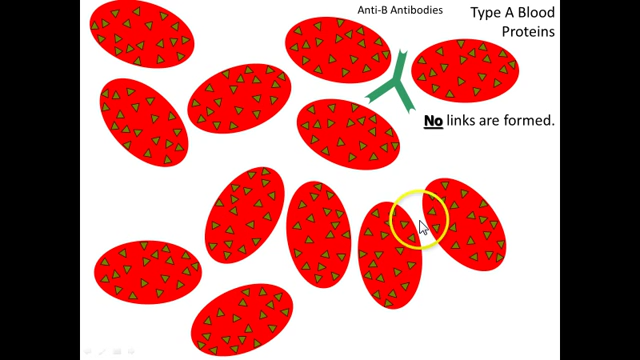 Anti-B Antibodies
Type A Blood
Proteins
No links are formed.